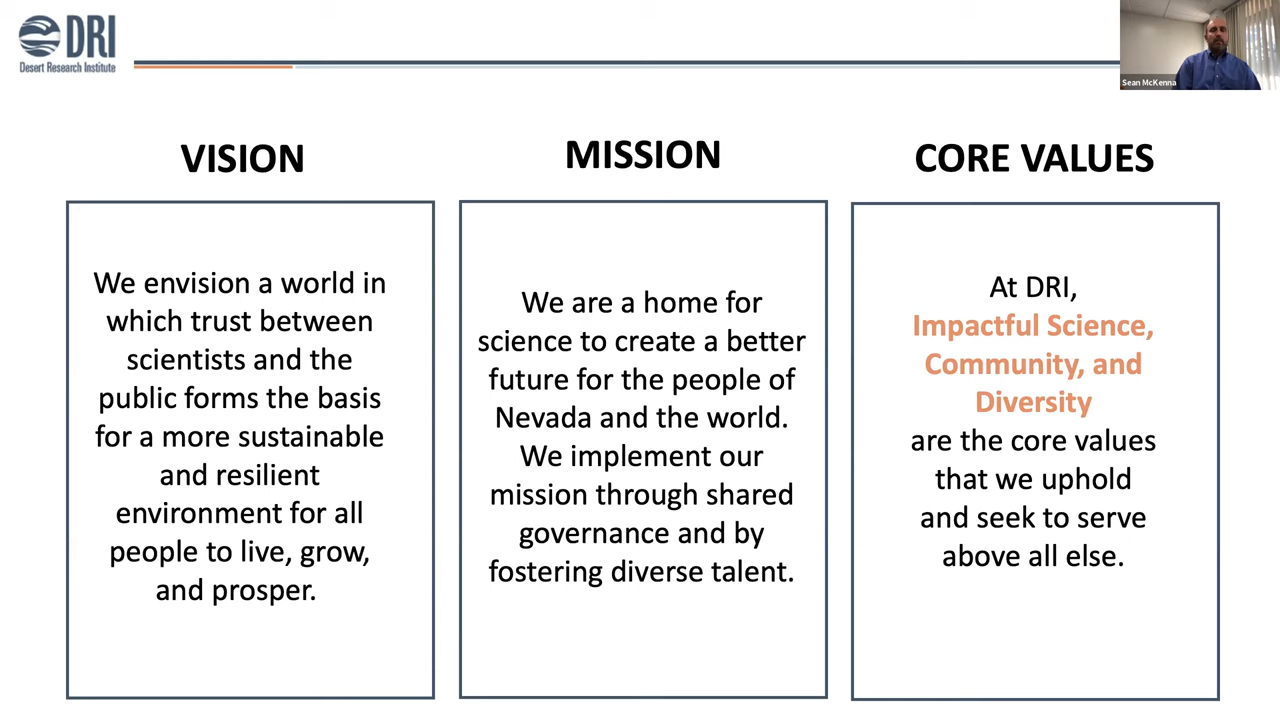 DRI
Desert Research Institute
Sean McKenna
VISION
We envision a world in
which trust between
scientists and the
public forms the basis
for a more sustainable
and resilient
environment for all
people to live, grow,
and prosper.
MISSION
We are a home for
science to create a better
future for the people of
Nevada and the world.
We implement our
mission through shared
governance and by
fostering diverse talent.
CORE VALUES
At DRI,
Impactful Science,
Community, and
Diversity
are the core values
that we uphold
and seek to serve
above all else.